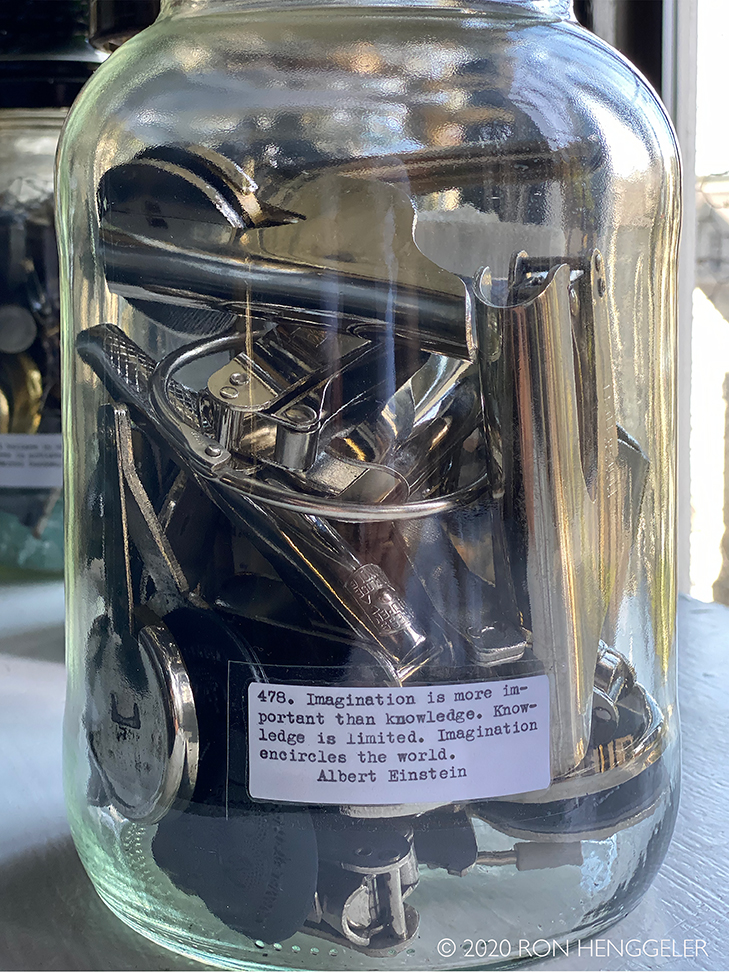 478. Imagination is more im-
portant than knowledge. Know-
ledge is limited. Imagination
encircles the world.
Albert Einstein
© 2020 RON HENGGELER